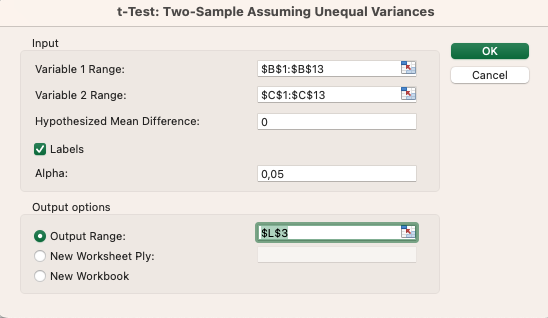 t-Test: Two-Sample Assuming Unequal Variances
Input
Variable 1 Range: $B$1:$B$13
Variable 2 Range: $C$1:$C$13
Hypothesized Mean Difference: 0
Labels
Alpha: 0,05
OK
Cancel
Output options
Output Range: $L$3
New Worksheet Ply:
New Workbook